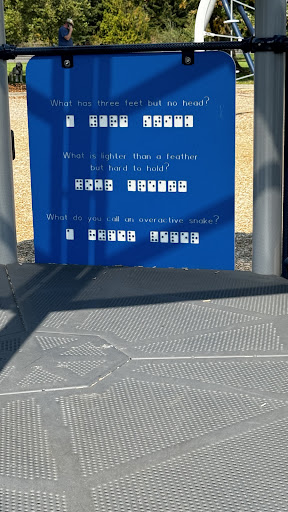 What has three feet but no head?
What is lighter than a feather
but hard to hold?
What do you call an overactive snake?